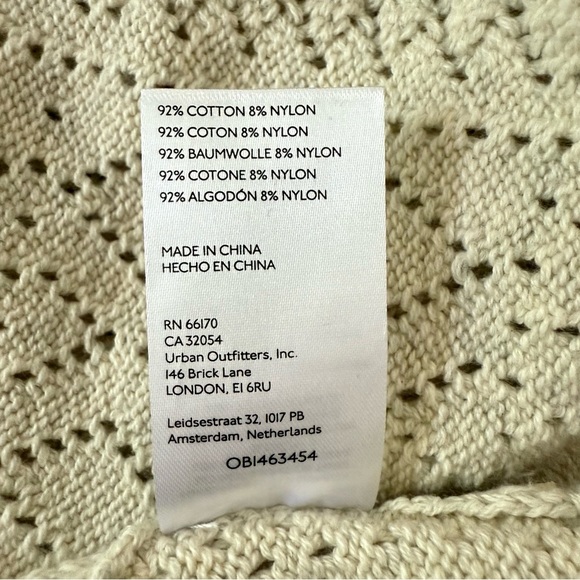 92% COTTON 8% NYLON
92% COTON 8% NYLON
92% BAUMWOLLE 8% NYLON
92% COTONE 8% NYLON
92% ALGODÓN 8% NYLON
MADE IN CHINA
HECHO EN CHINA
RN 66170
CA 32054
Urban Outfitters, Inc.
146 Brick Lane
LONDON, E1 6RU
Leidsestraat 32, 1017 PB
Amsterdam, Netherlands
OB1463454